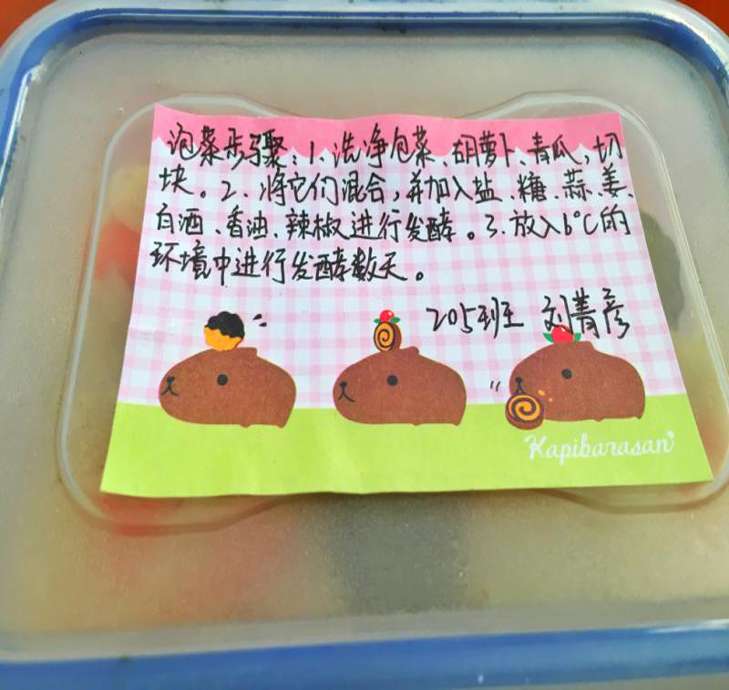 泡菜步骤：1、洗净包菜、胡萝卜、青瓜，切
块。2、将它们混合，并加入盐、糖、蒜、姜、
白酒、香油、辣椒进行发酵。3.放入6℃的
环境中进行发酵数天。
205班 刘菁彦
Kapibarasan